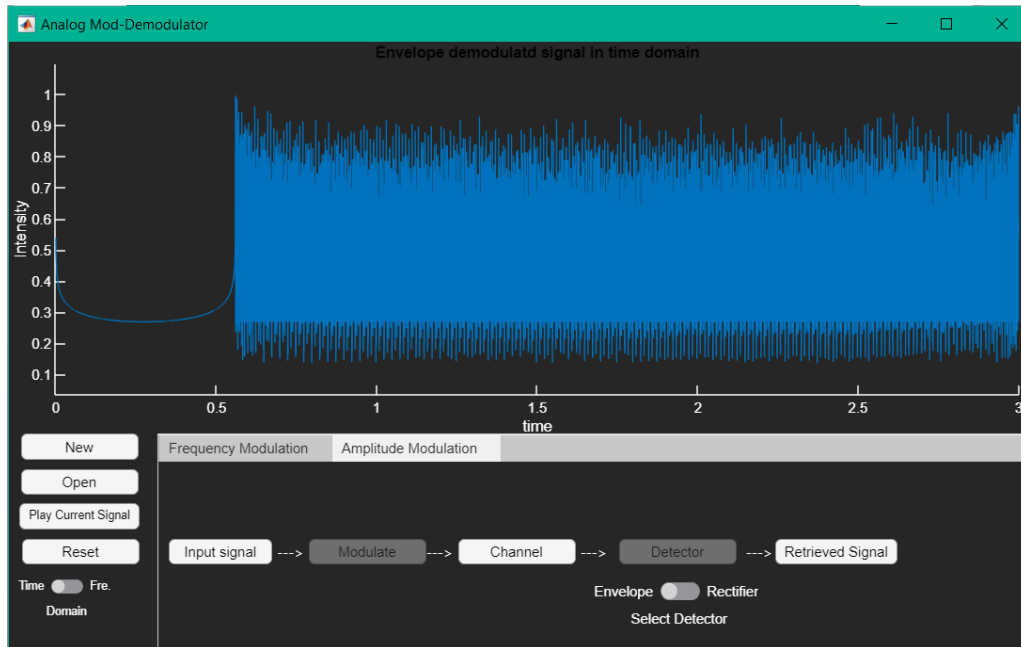 Analog Mod-Demodulator
Envelope demodulatd signal in time domain
Intensity
1
0.9
0.8
0.7
0.6
0.5
0.4
0.3
0.2
0.1
0 0.5 1 1.5 2 2.5 3
time
New
Open
Play Current Signal
Reset
Time Fre.
Domain
Frequency Modulation Amplitude Modulation
Input signal ---> Modulate ---> Channel ---> Detector ---> Retrieved Signal
Envelope Rectifier
Select Detector